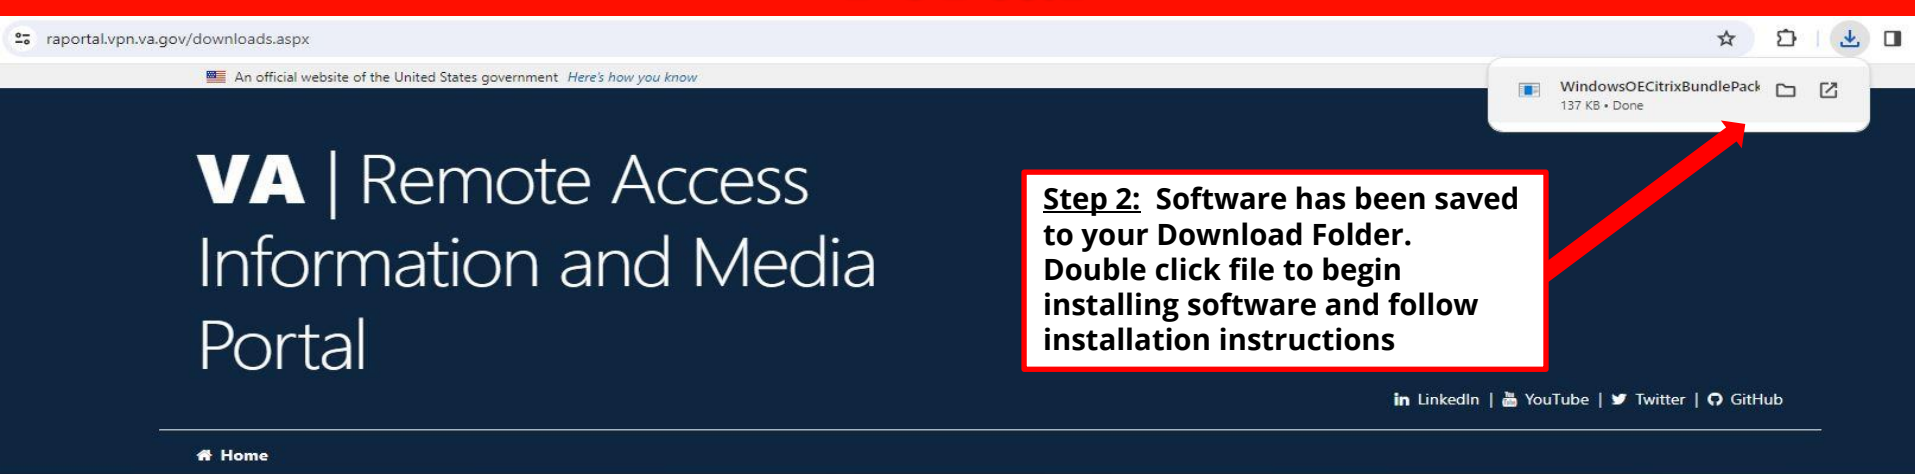 raportal.vpn.va.gov/downloads.aspx
An official website of the United States government Here's how you know
WindowsOECitrixBundlePack
137 KB • Done
VA | Remote Access
Information and Media
Portal
Step 2: Software has been saved
to your Download Folder.
Double click file to begin
installing software and follow
installation instructions
in LinkedIn | YouTube | Twitter | GitHub
Home